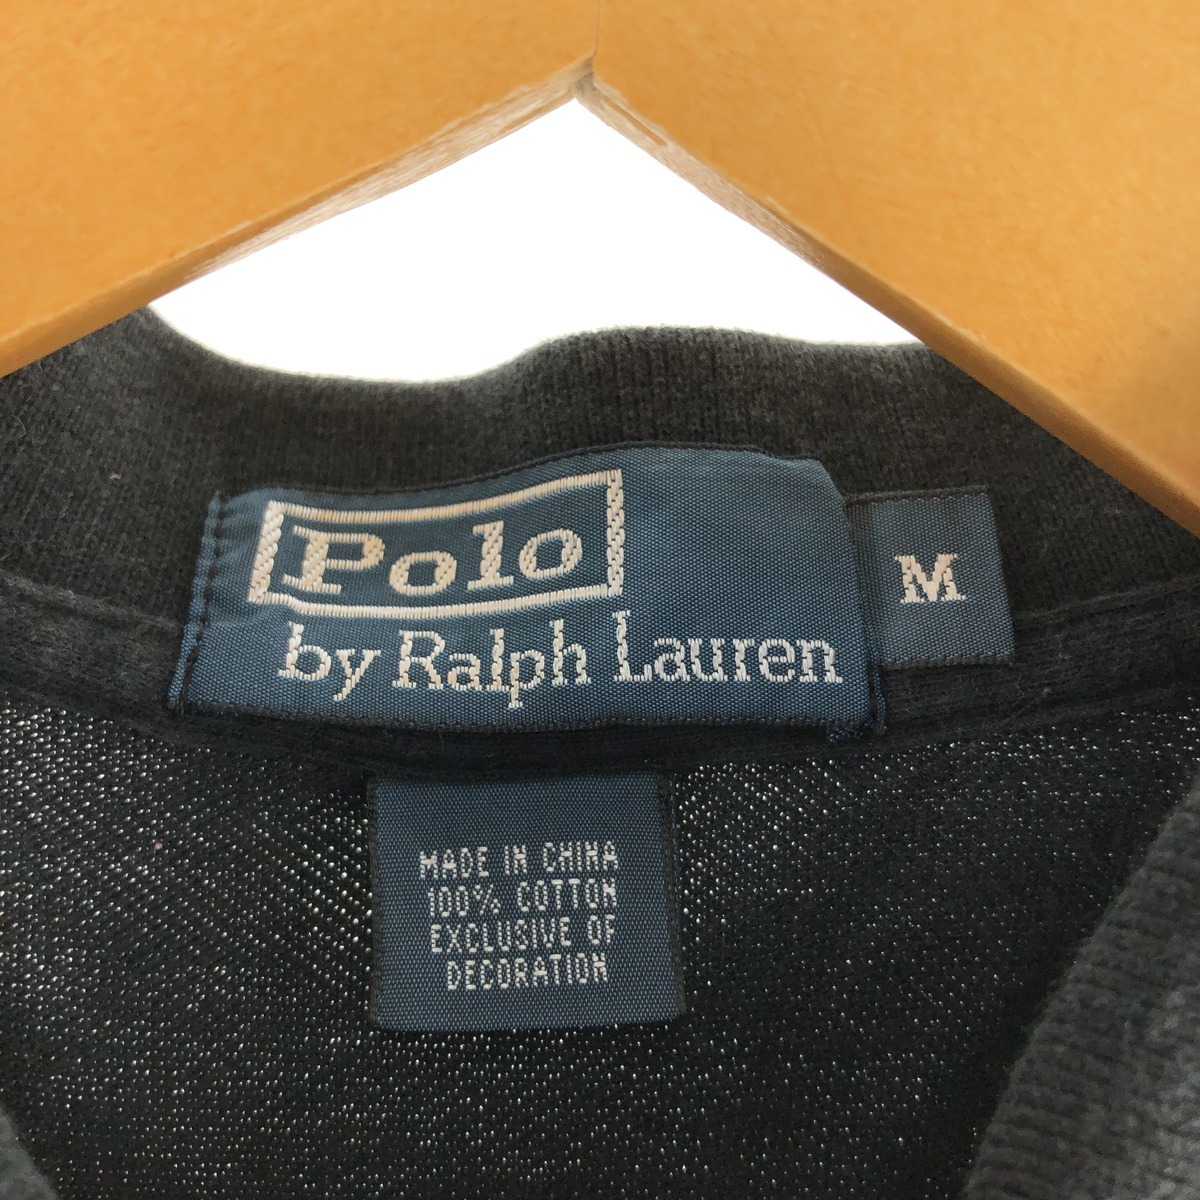 Polo
by Ralph Lauren
M
MADE IN CHINA
100% COTTON
EXCLUSIVE OF
DECORATION